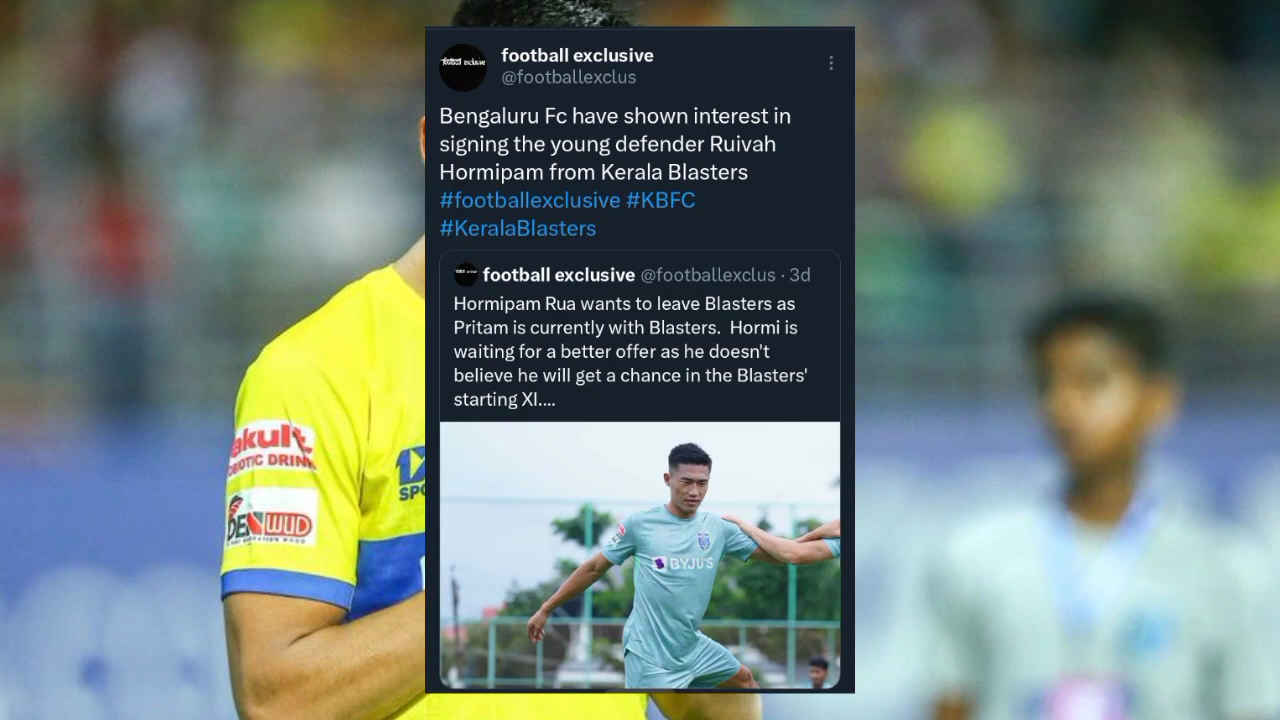 football exclusive
@footballexclus
Bengaluru Fc have shown interest in
signing the young defender Ruivah
Hormipam from Kerala Blasters
#footballexclusive #KBFC
#KeralaBlasters
football exclusive @footballexclus · 3d
Hormipam Rua wants to leave Blasters as
Pritam is currently with Blasters.  Hormi is
waiting for a better offer as he doesn't
believe he will get a chance in the Blasters'
starting XI....
BYJU'S
akult
OBIOTIC DRINK
1X
SPO
DENWUD